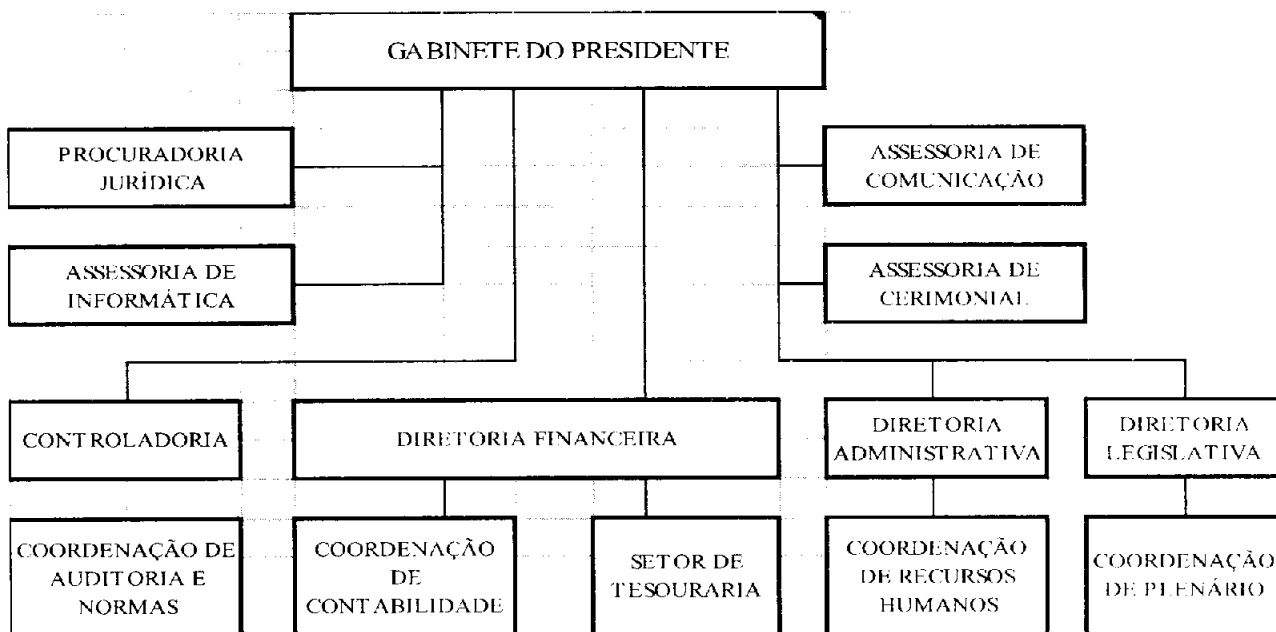 GABINETE DO PRESIDENTE
PROCURADORIA
JURÍDICA
ASSESSORIA DE
COMUNICAÇÃO
ASSESSORIA DE
INFORMÁTICA
ASSESSORIA DE
CERIMONIAL
CONTROLADORIA
DIRETORIA FINANCEIRA
DIRETORIA
ADMINISTRATIVA
DIRETORIA
LEGISLATIVA
COORDENAÇÃO DE
AUDITORIA E
NORMAS
COORDENAÇÃO
DE
CONTABILIDADE
SETOR DE
TESOURARIA
COORDENAÇÃO
DE RECURSOS
HUMANOS
COORDENAÇÃO
DE PLENÁRIO